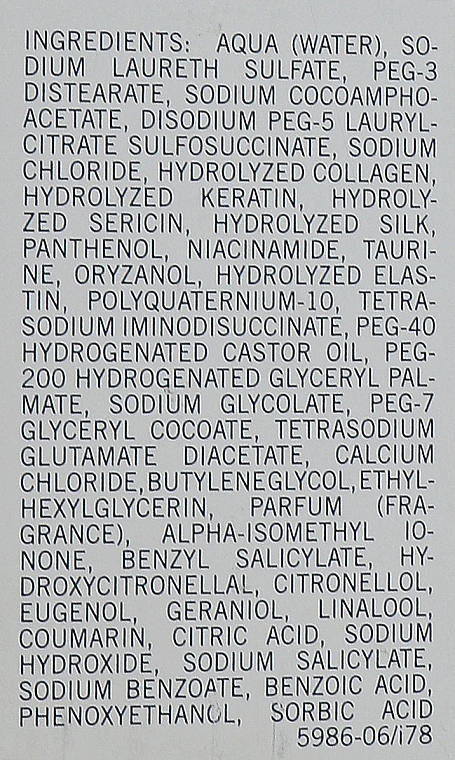 INGREDIENTS: AQUA (WATER), SO-
DIUM LAURETH SULFATE, PEG-3
DISTEARATE, SODIUM COCOAMPHO-
ACETATE, DISODIUM PEG-5 LAURYL-
CITRATE SULFOSUCCINATE, SODIUM
CHLORIDE, HYDROLYZED COLLAGEN,
HYDROLYZED KERATIN, HYDROLY-
ZED SERICIN, HYDROLYZED SILK,
PANTHENOL, NIACINAMIDE, TAURI-
NE, ORYZANOL, HYDROLYZED ELAS-
TIN, POLYQUATERNIUM-10, TETRA-
SODIUM IMINODISUCCINATE, PEG-40
HYDROGENATED CASTOR OIL, PEG-
200 HYDROGENATED GLYCERYL PAL-
MATE, SODIUM GLYCOLATE, PEG-7
GLYCERYL COCOATE, TETRASODIUM
GLUTAMATE DIACETATE, CALCIUM
CHLORIDE, BUTYLENE GLYCOL, ETHYL-
HEXYLGLYCERIN, PARFUM (FRA-
GRANCE), ALPHA-ISOMETHYL IO-
NONE, BENZYL SALICYLATE, HY-
DROXYCITRONELLAL, CITRONELLOL,
EUGENOL, GERANIOL, LINALOOL,
COUMARIN, CITRIC ACID, SODIUM
HYDROXIDE, SODIUM SALICYLATE,
SODIUM BENZOATE, BENZOIC ACID,
PHENOXYETHANOL, SORBIC ACID
5986-06/i78